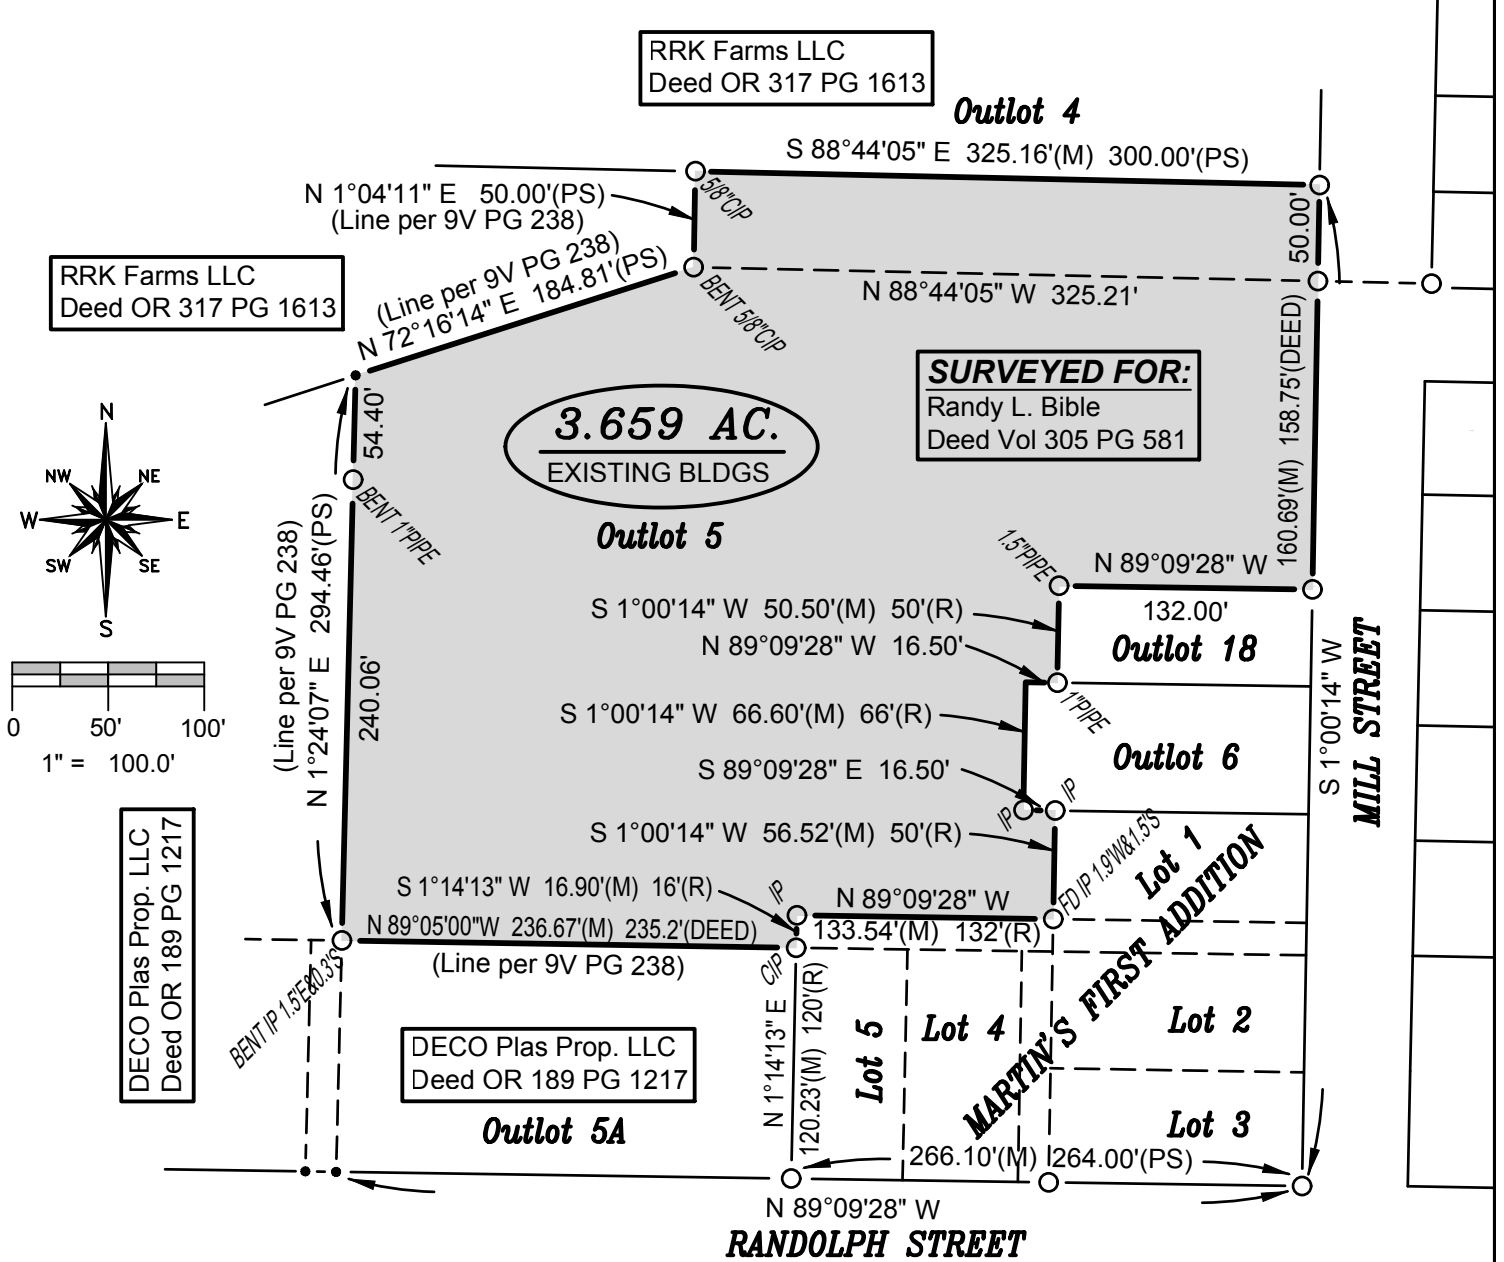 RRK Farms LLC
Deed OR 317 PG 1613
Outlot 4
S 88°44'05" E 325.16'(M) 300.00'(PS)
N 1°04'11" E 50.00'(PS)
(Line per 9V PG 238)
5/8"CIP
50.00'
RRK Farms LLC
Deed OR 317 PG 1613
(Line per 9V PG 238)
N 72°16'14" E 184.81'(PS)
BENT 5/8"CIP
N 88°44'05" W 325.21'
160.69'(M) 158.75'(DEED)
SURVEYED FOR:
Randy L. Bible
Deed Vol 305 PG 581
3.659 AC.
EXISTING BLDGS
Outlot 5
54.40'
BENT 1"PIPE
N
NW
NE
W
E
SW
SE
S
0 50' 100'
1" = 100.0'
(Line per 9V PG 238)
N 1°24'07" E 294.46'(PS)
240.06'
1.5"PIPE
N 89°09'28" W
132.00'
Outlot 18
S 1°00'14" W 50.50'(M) 50'(R)
N 89°09'28" W 16.50'
1"PIPE
S 1°00'14" W 66.60'(M) 66'(R)
Outlot 6
S 89°09'28" E 16.50'
IP
IP
S 1°00'14" W
MILL STREET
S 1°00'14" W 56.52'(M) 50'(R)
FD IP 1.9'W&1.5'S
Lot 1
MARTIN'S FIRST ADDITION
DECO Plas Prop. LLC
Deed OR 189 PG 1217
S 1°14'13" W 16.90'(M) 16'(R)
IP
N 89°09'28" W
133.54'(M) 132'(R)
N 89°05'00"W 236.67'(M) 235.2'(DEED)
(Line per 9V PG 238)
CIP
BENT IP 1.5'E&0.3'S
DECO Plas Prop. LLC
Deed OR 189 PG 1217
Outlot 5A
N 1°14'13" E
120.23'(M) 120'(R)
Lot 5
Lot 4
Lot 2
Lot 3
266.10'(M) 264.00'(PS)
N 89°09'28" W
RANDOLPH STREET